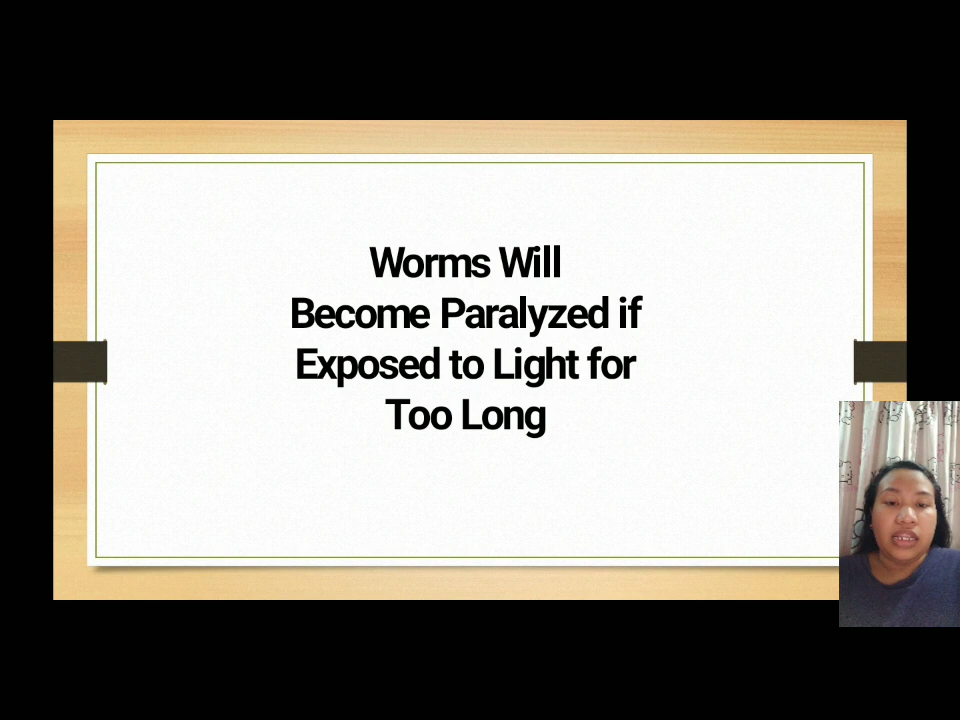 Worms Will
Become Paralyzed if
Exposed to Light for
Too Long